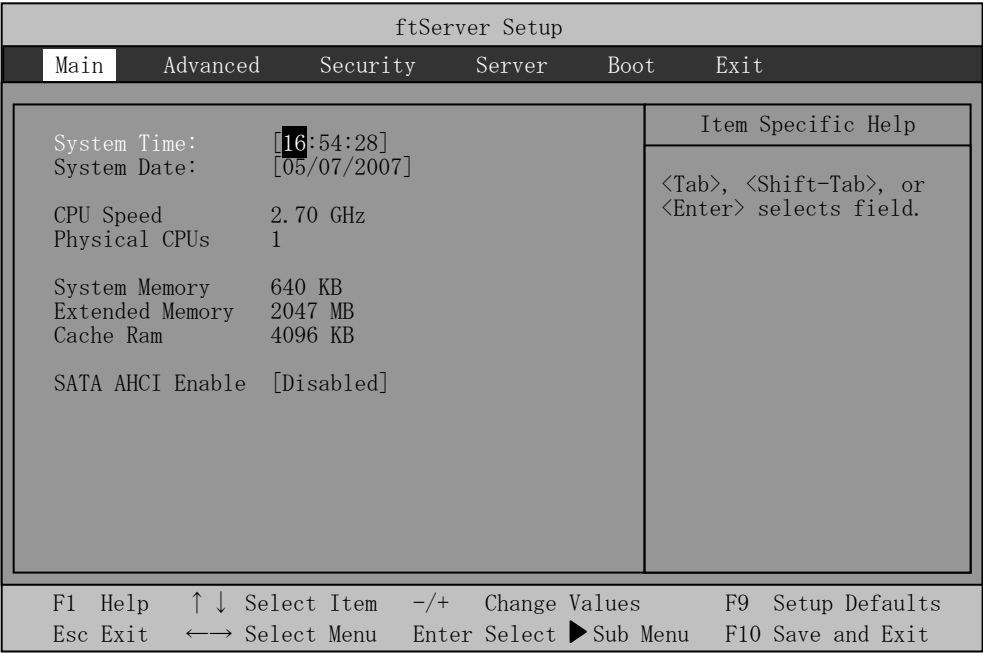 ftServer Setup
Main Advanced Security Server Boot Exit
System Time: [16:54:28]
System Date: [05/07/2007]
CPU Speed 2.70 GHz
Physical CPUs 1
System Memory 640 KB
Extended Memory 2047 MB
Cache Ram 4096 KB
SATA AHCI Enable [Disabled]
Item Specific Help
<Tab>, <Shift-Tab>, or
<Enter> selects field.
F1 Help ↑↓ Select Item -/+ Change Values F9 Setup Defaults
Esc Exit ←→ Select Menu Enter Select ▶ Sub Menu F10 Save and Exit